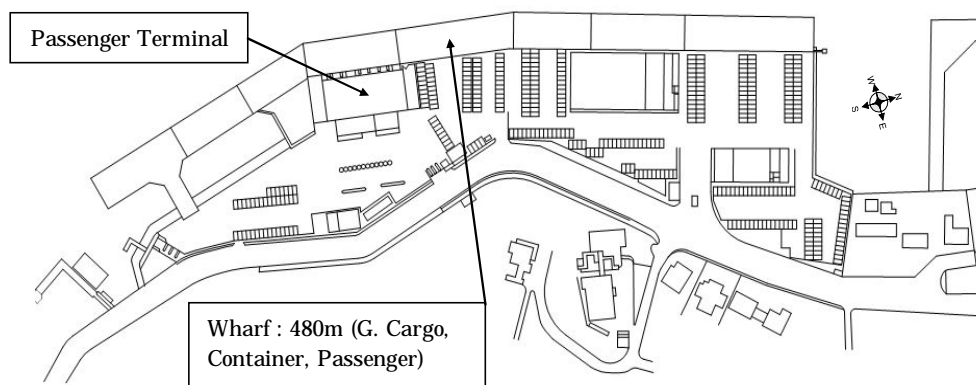 Passenger Terminal
W
N
S
E
Wharf : 480m (G. Cargo,
Container, Passenger)